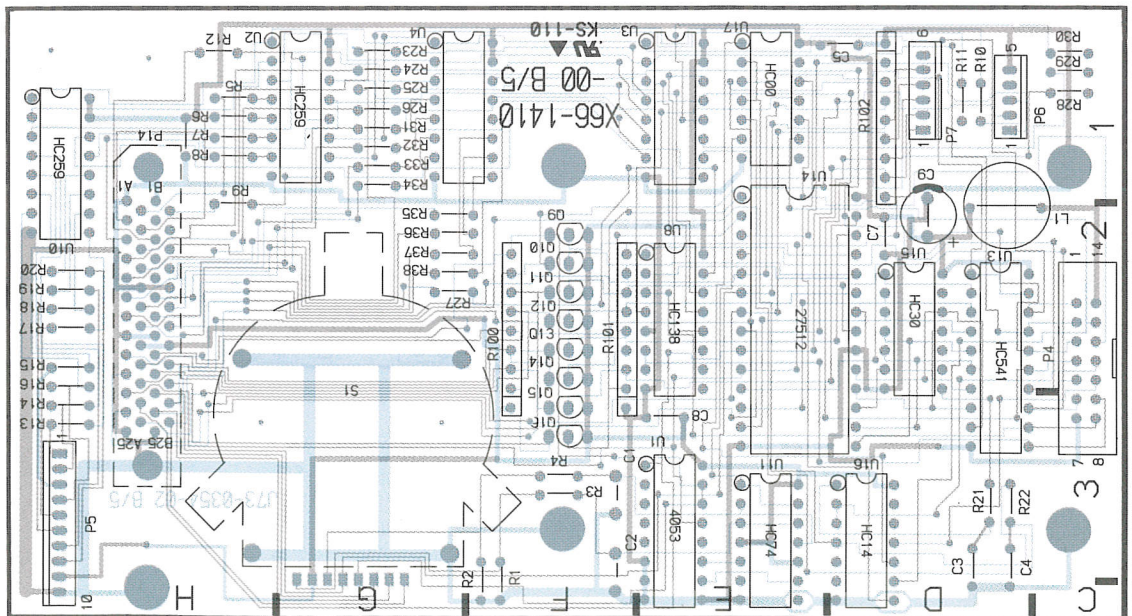 R12
U2
U4
KS-110
-00 B/5
X66-1410
U3
U17
C5
R30
R29
R28
R11
R10
6
5
1
1
P7
P6
R102
1
R23
R24
R25
R26
R31
R32
R33
R34
R5
R6
R7
R8
R9
HC259
HC259
HC00
P14
A1
B1
U10
U14
C9
L1
+
2
C7
U15
U13
R35
R36
R37
R38
R27
Q9
Q10
Q11
Q12
Q13
Q14
Q15
Q16
R100
R101
U8
HC138
27512
HC30
HC541
P4
1
14
7
8
R20
R19
R18
R17
R15
R16
R14
R13
S1
B25
A25
1
P5
10
C8
C1
U1
U11
U16
R4
R3
C2
4053
HC74
HC14
R21
R22
3
R2
R1
C3
C4
H
G
F
E
D
C